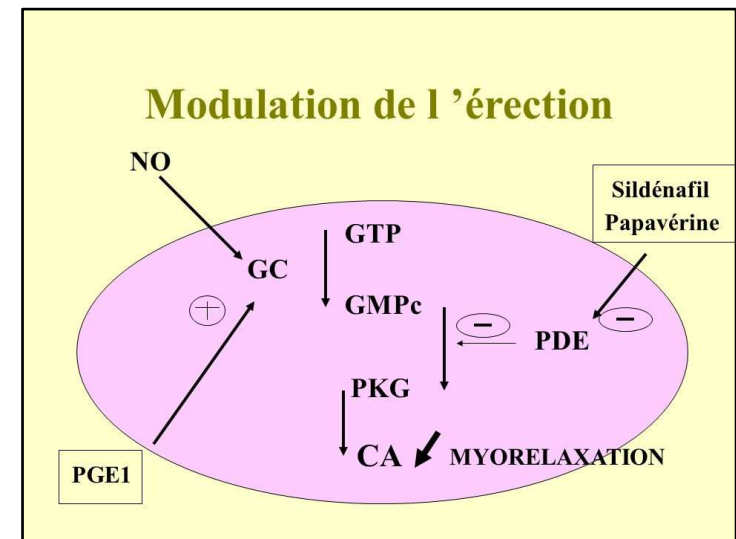 Modulation de l ’érection
NO
Sildénafil
Papavérine
GTP
GC
+
GMPc
−
−
PDE
PKG
CA
MYORELAXATION
PGE1